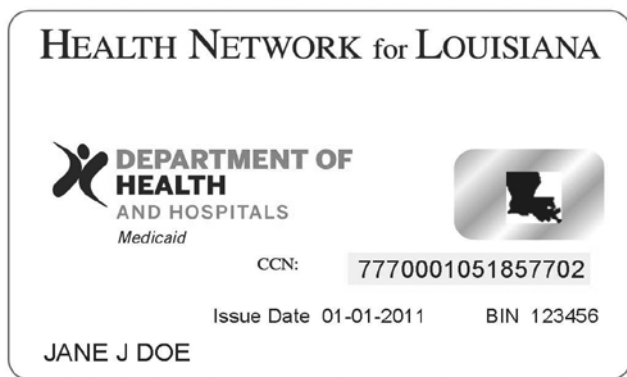 HEALTH NETWORK for LOUISIANA
DEPARTMENT OF
HEALTH
AND HOSPITALS
Medicaid
CCN: 7770001051857702
Issue Date 01-01-2011 BIN 123456
JANE J DOE